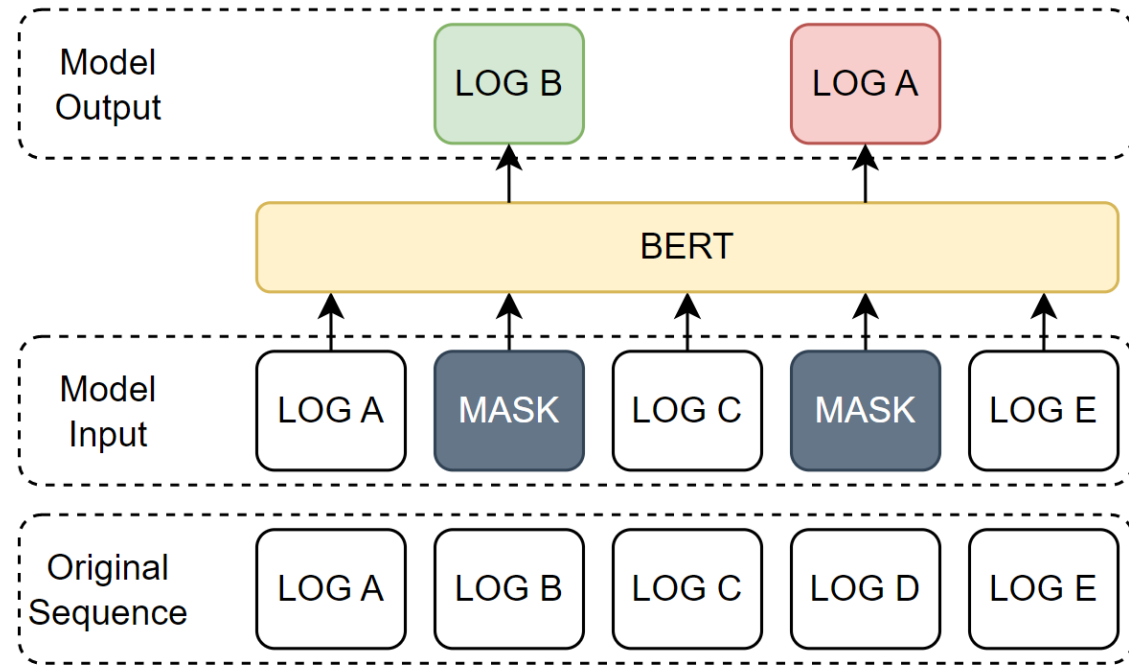 Model
Output
LOG B
LOG A
BERT
Model
Input
LOG A
MASK
LOG C
MASK
LOG E
Original
Sequence
LOG A
LOG B
LOG C
LOG D
LOG E